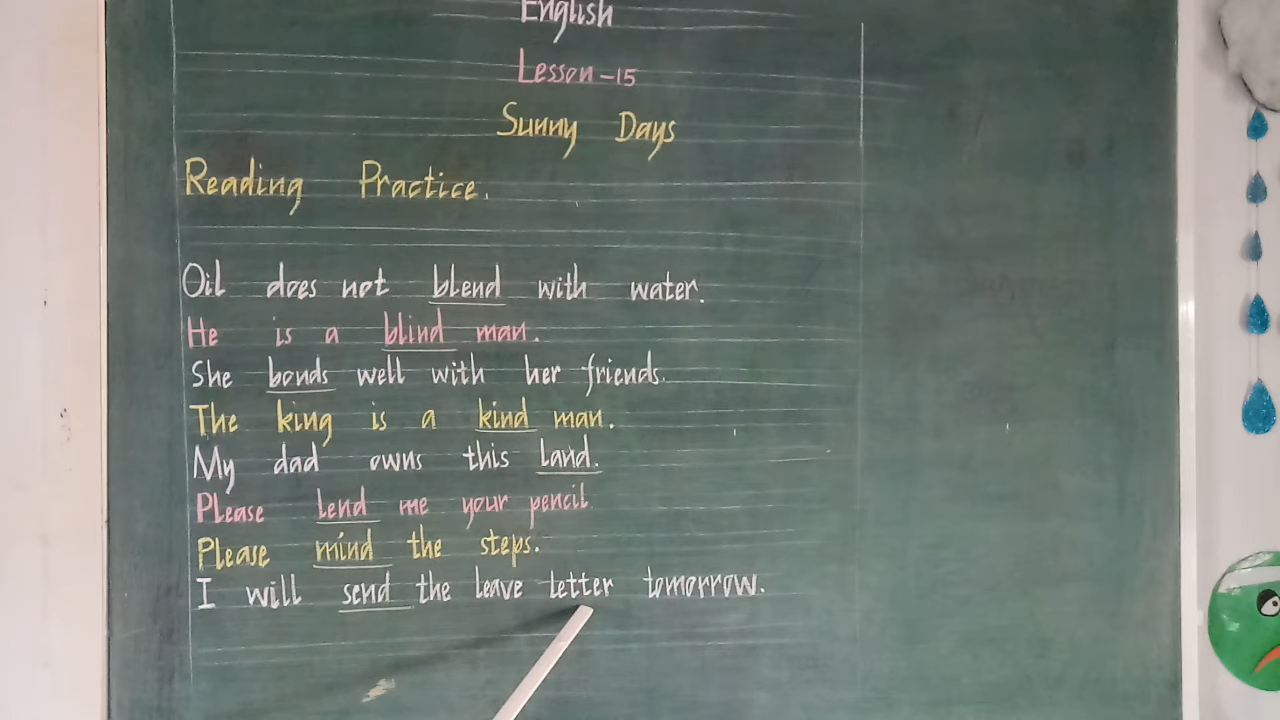 English
Lesson-15
Sunny Days
Reading Practice.
Oil does not blend with water.
He is a blind man.
She bonds well with her friends.
The king is a kind man.
My dad owns this land.
Please lend me your pencil
Please mind the steps.
I will send the leave letter tomorrow.